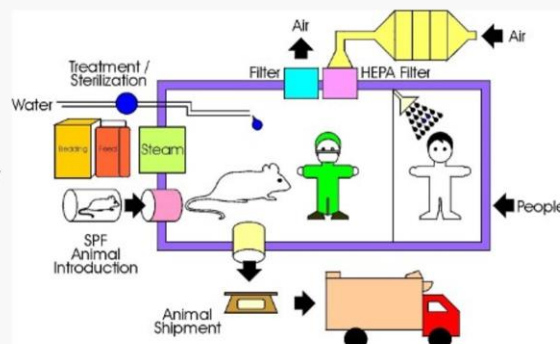 Air
Air
Treatment /
Sterilization
Filter
HEPA Filter
Water
Bedding
Feed
Steam
People
SPF
Animal
Introduction
Animal
Shipment